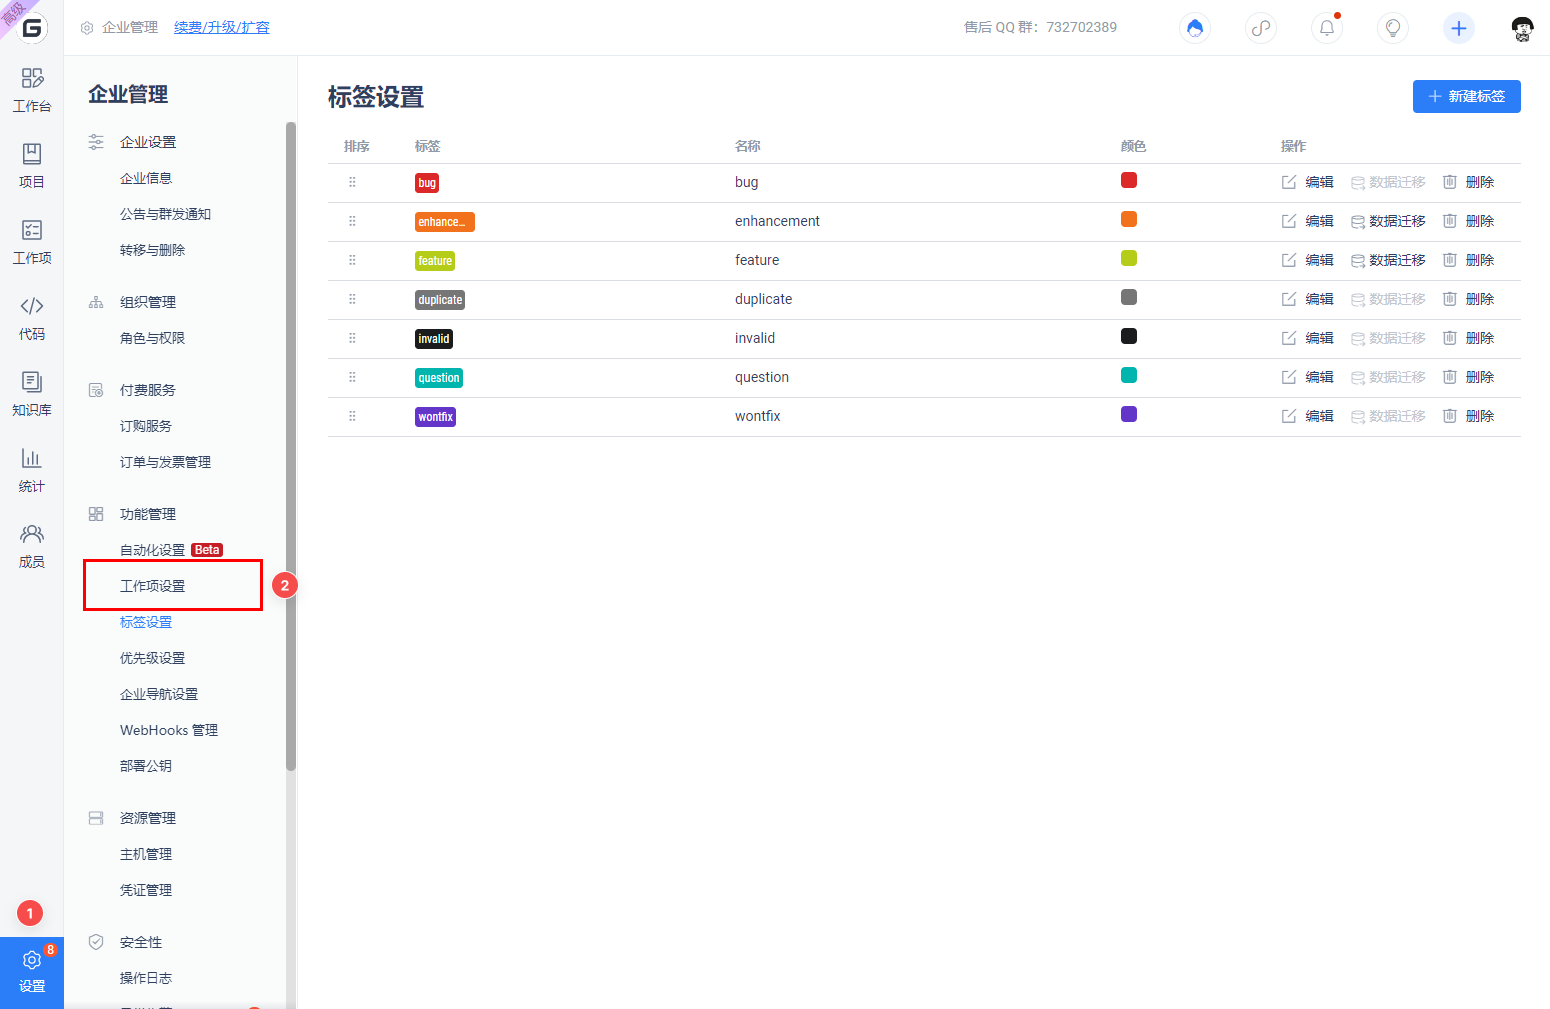 高级
G
企业管理 续费/升级/扩容
售后 QQ 群：732702389
工作台
项目
工作项
代码
知识库
统计
成员
1
8
设置
企业管理
企业设置
企业信息
公告与群发通知
转移与删除
组织管理
角色与权限
付费服务
订购服务
订单与发票管理
功能管理
自动化设置 Beta
工作项设置
2
标签设置
优先级设置
企业导航设置
WebHooks 管理
部署公钥
资源管理
主机管理
凭证管理
安全性
操作日志
标签设置
新建标签
排序 标签 名称 颜色 操作
bug bug 编辑 数据迁移 删除
enhance... enhancement 编辑 数据迁移 删除
feature feature 编辑 数据迁移 删除
duplicate duplicate 编辑 数据迁移 删除
invalid invalid 编辑 数据迁移 删除
question question 编辑 数据迁移 删除
wontfix wontfix 编辑 数据迁移 删除